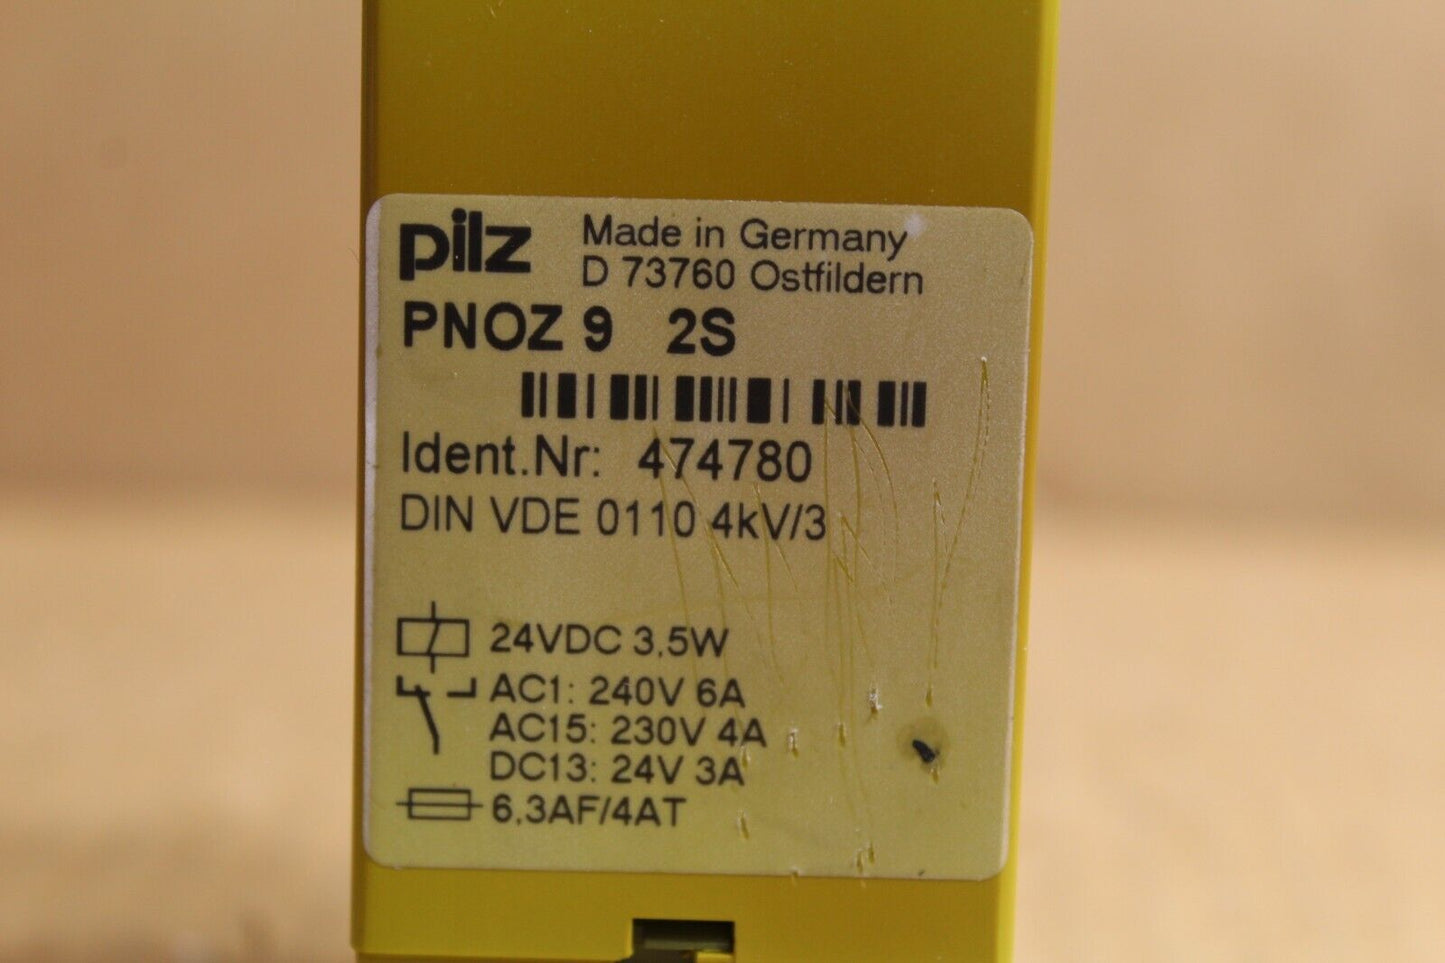 pilz Made in Germany
D 73760 Ostfildern
PNOZ 9 2S
Ident.Nr: 474780
DIN VDE 0110 4kV/3
24VDC 3,5W
AC1: 240V 6A
AC15: 230V 4A
DC13: 24V 3A
6,3AF/4AT